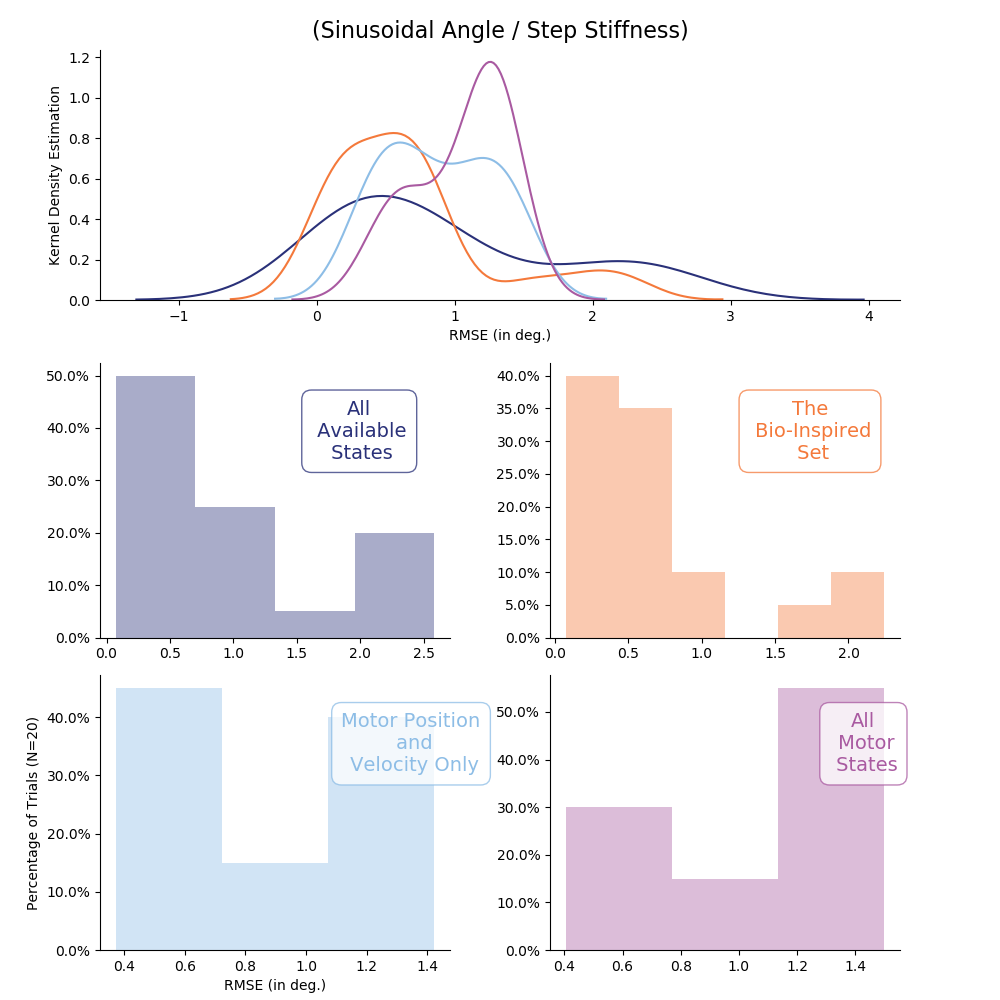 (Sinusoidal Angle / Step Stiffness)
Kernel Density Estimation
1.2
1.0
0.8
0.6
0.4
0.2
0.0
−1 0 1 2 3 4
RMSE (in deg.)
50.0%
40.0%
30.0%
20.0%
10.0%
0.0%
0.0 0.5 1.0 1.5 2.0 2.5
All
Available
States
40.0%
35.0%
30.0%
25.0%
20.0%
15.0%
10.0%
5.0%
0.0%
0.0 0.5 1.0 1.5 2.0
The
Bio-Inspired
Set
Percentage of Trials (N=20)
40.0%
30.0%
20.0%
10.0%
0.0%
0.4 0.6 0.8 1.0 1.2 1.4
RMSE (in deg.)
Motor Position
and
Velocity Only
50.0%
40.0%
30.0%
20.0%
10.0%
0.0%
0.4 0.6 0.8 1.0 1.2 1.4
All
Motor
States